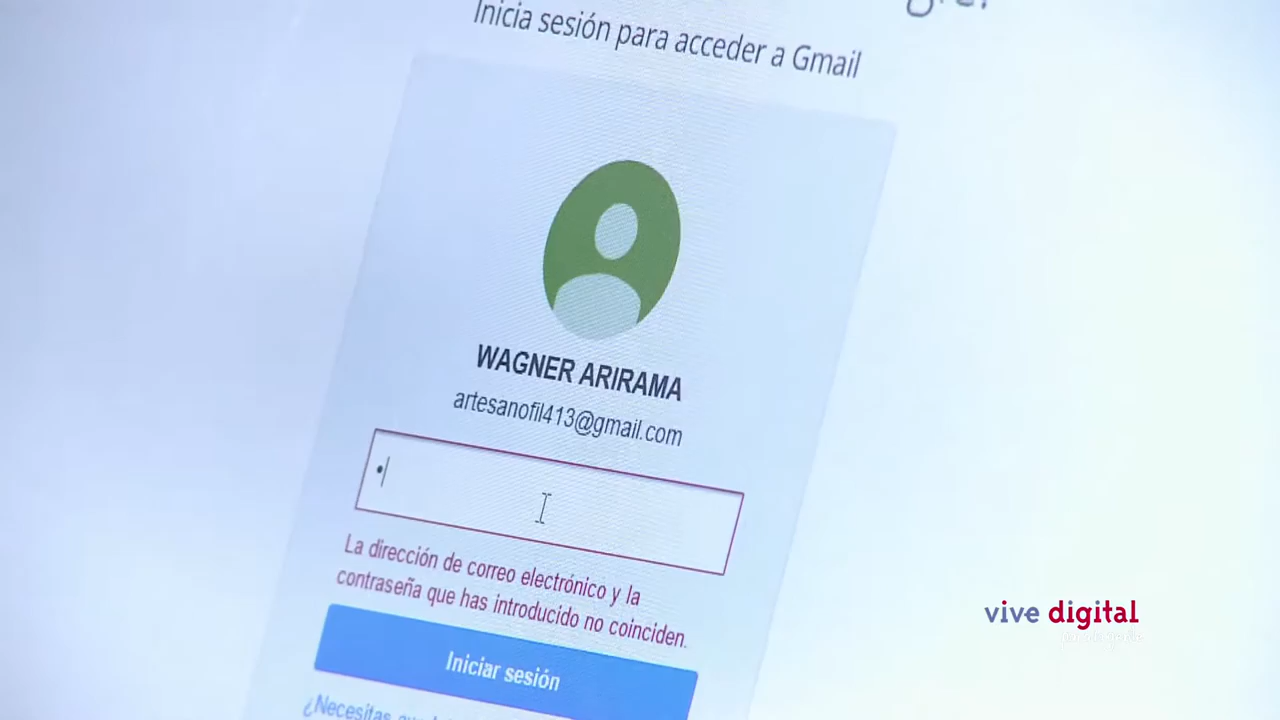 Inicia sesión para acceder a Gmail
WAGNER ARIRAMA
artesanofil413@gmail.com
La dirección de correo electrónico y la
contraseña que has introducido no coinciden.
Iniciar sesión
¿Necesitas
vive digital